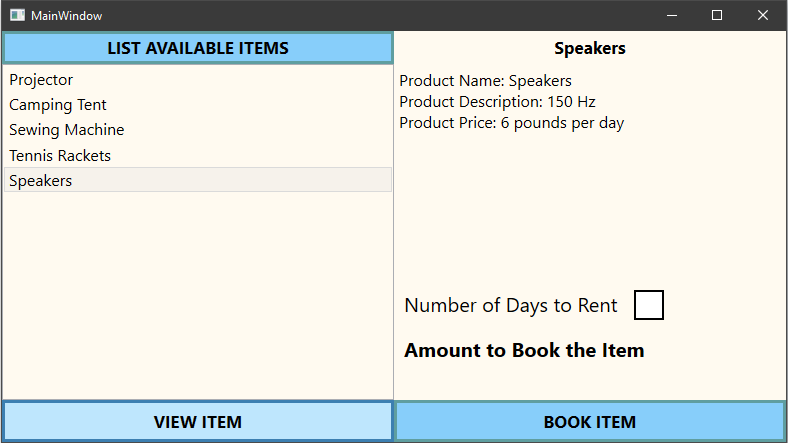 MainWindow
LIST AVAILABLE ITEMS
Projector
Camping Tent
Sewing Machine
Tennis Rackets
Speakers
VIEW ITEM
Speakers
Product Name: Speakers
Product Description: 150 Hz
Product Price: 6 pounds per day
Number of Days to Rent
Amount to Book the Item
BOOK ITEM